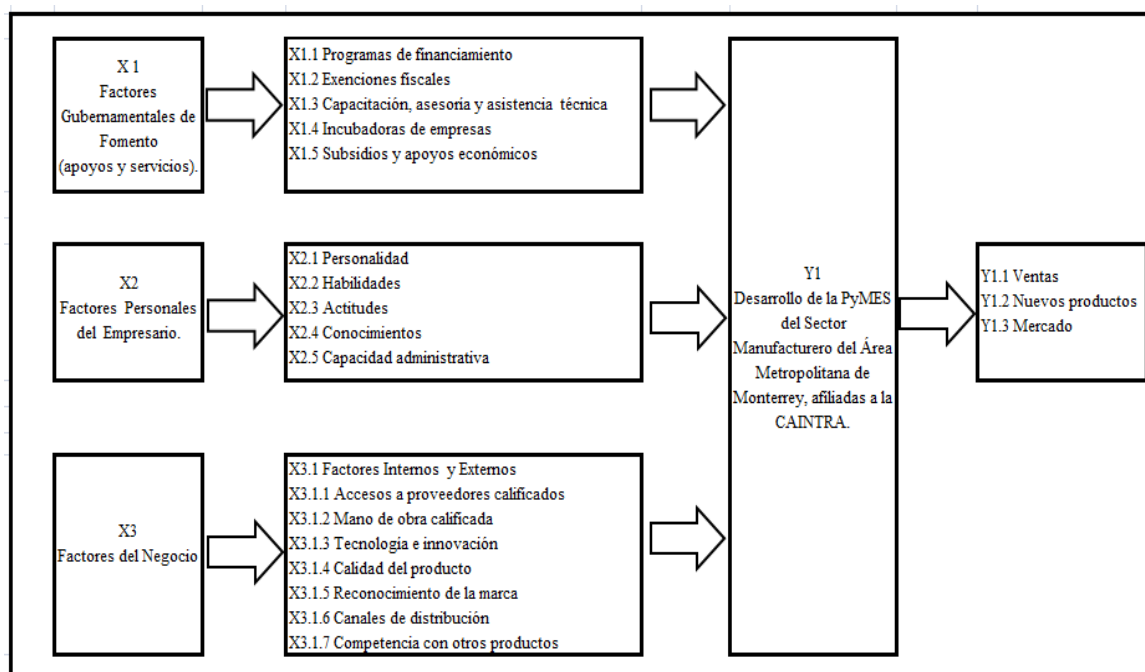 X 1
Factores
Gubernamentales de
Fomento
(apoyos y servicios).
X1.1 Programas de financiamiento
X1.2 Exenciones fiscales
X1.3 Capacitación, asesoria y asistencia técnica
X1.4 Incubadoras de empresas
X1.5 Subsidios y apoyos económicos
X2
Factores Personales
del Empresario.
X2.1 Personalidad
X2.2 Habilidades
X2.3 Actitudes
X2.4 Conocimientos
X2.5 Capacidad administrativa
X3
Factores del Negocio
X3.1 Factores Internos y Externos
X3.1.1 Accesos a proveedores calificados
X3.1.2 Mano de obra calificada
X3.1.3 Tecnología e innovación
X3.1.4 Calidad del producto
X3.1.5 Reconocimiento de la marca
X3.1.6 Canales de distribución
X3.1.7 Competencia con otros productos
Y1
Desarrollo de la PyMES
del Sector
Manufacturero del Área
Metropolitana de
Monterrey, afiliadas a la
CAINTRA.
Y1.1 Ventas
Y1.2 Nuevos productos
Y1.3 Mercado